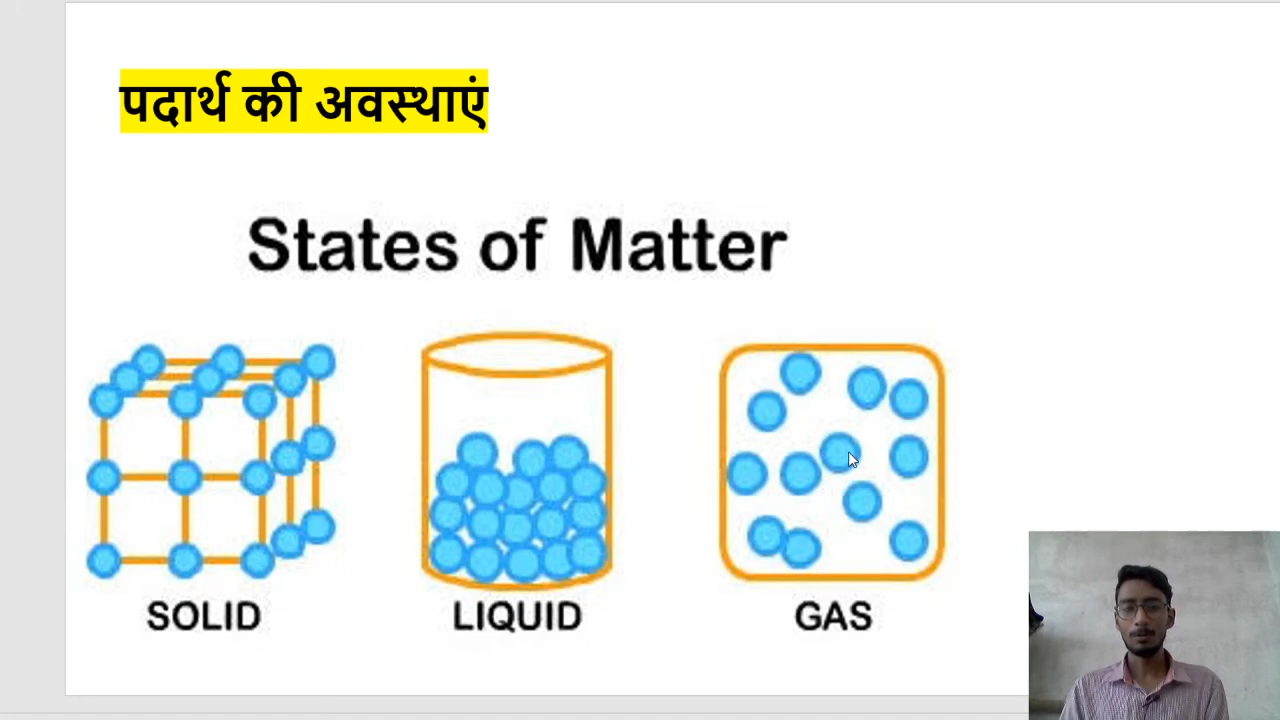 पदार्थ की अवस्थाएं
States of Matter
SOLID LIQUID GAS